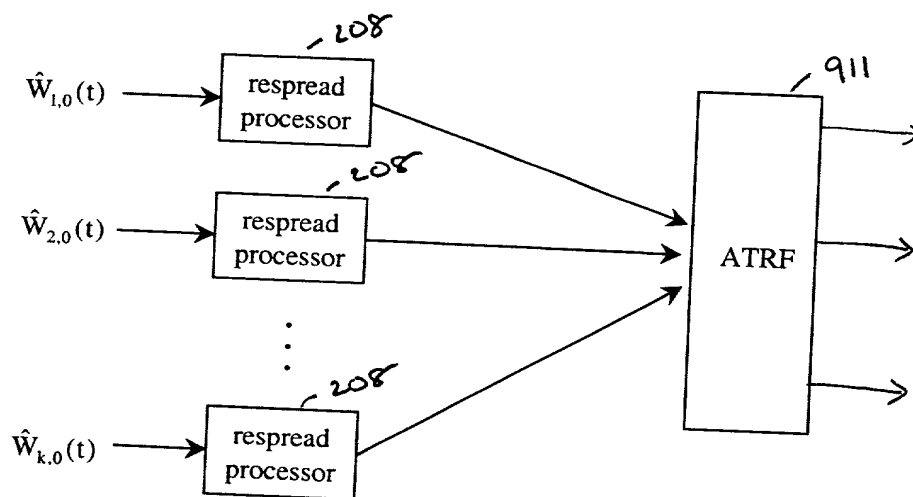 208
Ŵ1,0(t)
respread
processor
911
208
Ŵ2,0(t)
respread
processor
ATRF
208
Ŵk,0(t)
respread
processor